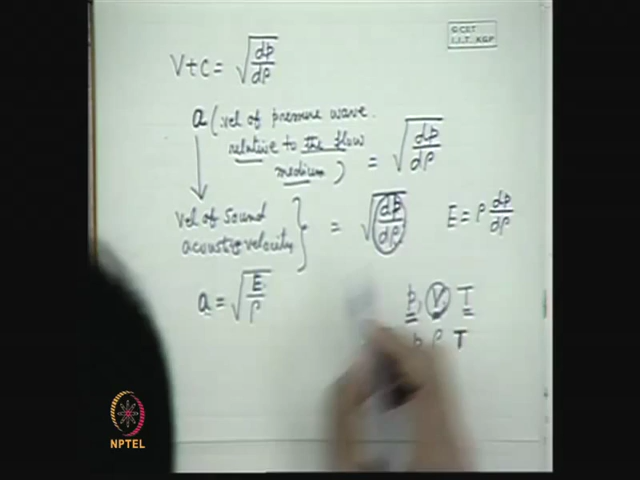 © CET
I.I.T. KGP
V+C = √dp/dρ
a (vel of pressure wave
relative to the flow
medium) = √dp/dρ
vel of sound
acoustic velocity } = √dp/dρ E = ρ dp/dρ
a = √E/ρ
p, V, T
p ρ T
NPTEL